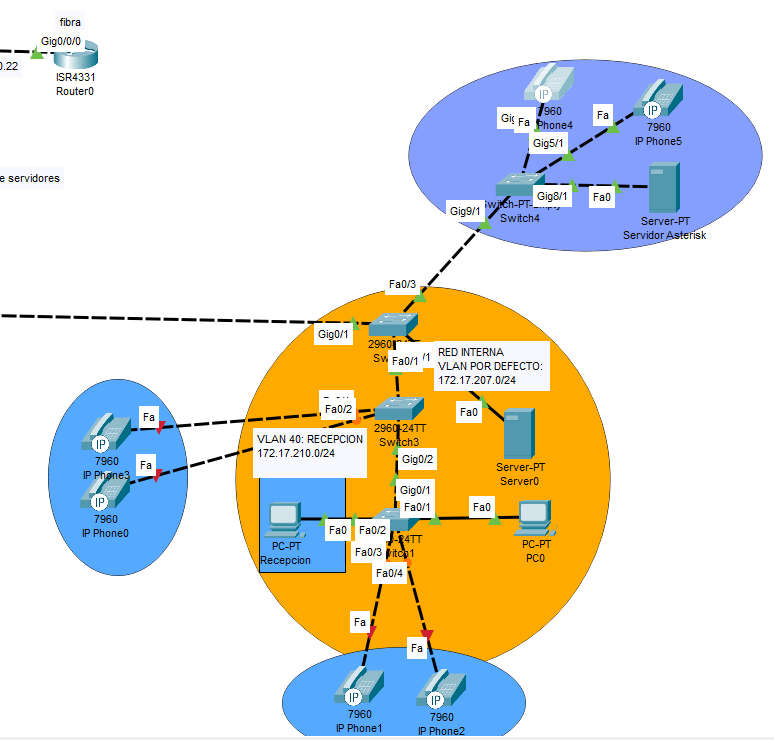 fibra
Gig0/0/0
0.22
ISR4331
Router0
e servidores
7960
Phone4
Fa
Gig5/1
Fa
7960
IP Phone5
Switch-PT-Empty
Switch4
Gig8/1
Fa0
Server-PT
Servidor Asterisk
Gig9/1
Fa0/3
Gig0/1
Fa0/1
RED INTERNA
VLAN POR DEFECTO:
172.17.207.0/24
Fa0
Server-PT
Server0
Fa0/2
2960-24TT
Switch3
Fa
7960
IP Phone3
Fa
7960
IP Phone0
VLAN 40: RECEPCION
172.17.210.0/24
Gig0/2
Gig0/1
Fa0/1
Fa0
PC-PT
PC0
Fa0
Fa0/2
PC-PT
Recepcion
-24TT
Fa0/3
Fa0/4
Fa
Fa
7960
IP Phone1
7960
IP Phone2